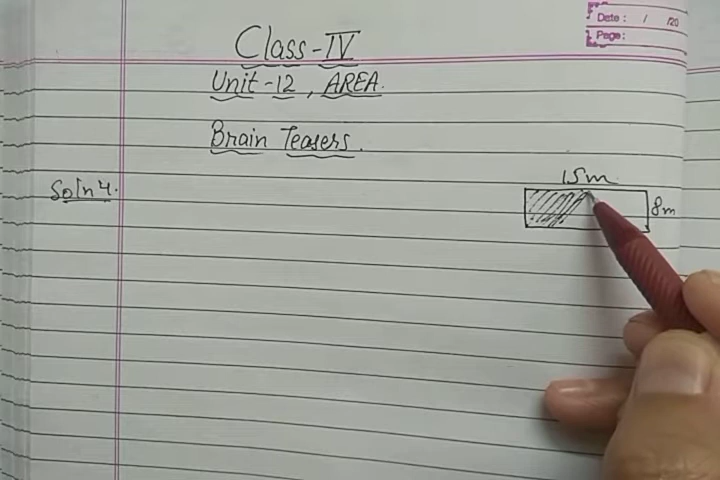 Date: / /20
Page:
Class-IV
Unit-12, AREA.
Brain Teasers.
Soln 4.
15m
8m